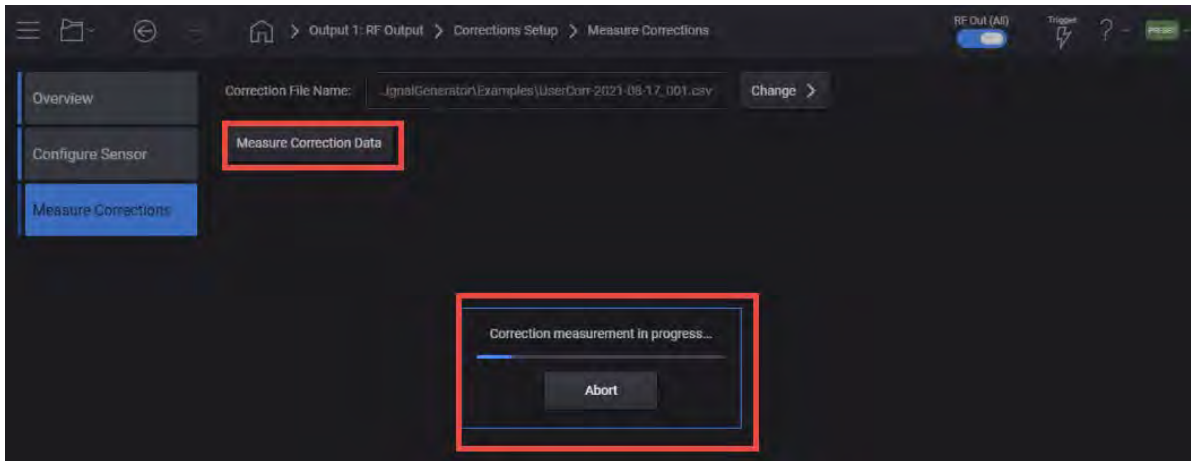 Output 1: RF Output > Corrections Setup > Measure Corrections
RF Out (All)
Trigger
?
PRESET
Overview
Correction File Name: ...ignalGenerator\Examples\UserCorr-2021-08-17_001.csv Change >
Measure Correction Data
Configure Sensor
Measure Corrections
Correction measurement in progress...
Abort